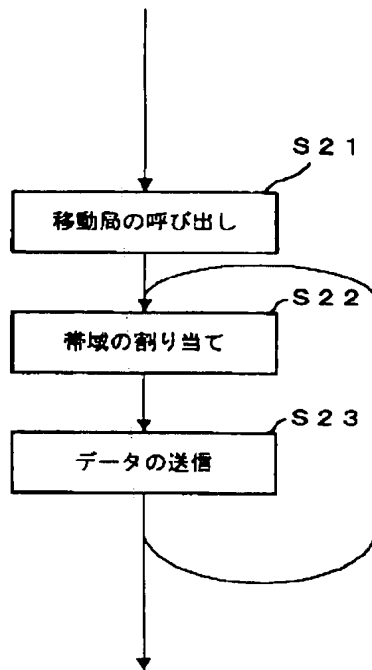 S21
移動局の呼び出し
S22
帯域の割り当て
S23
データの送信